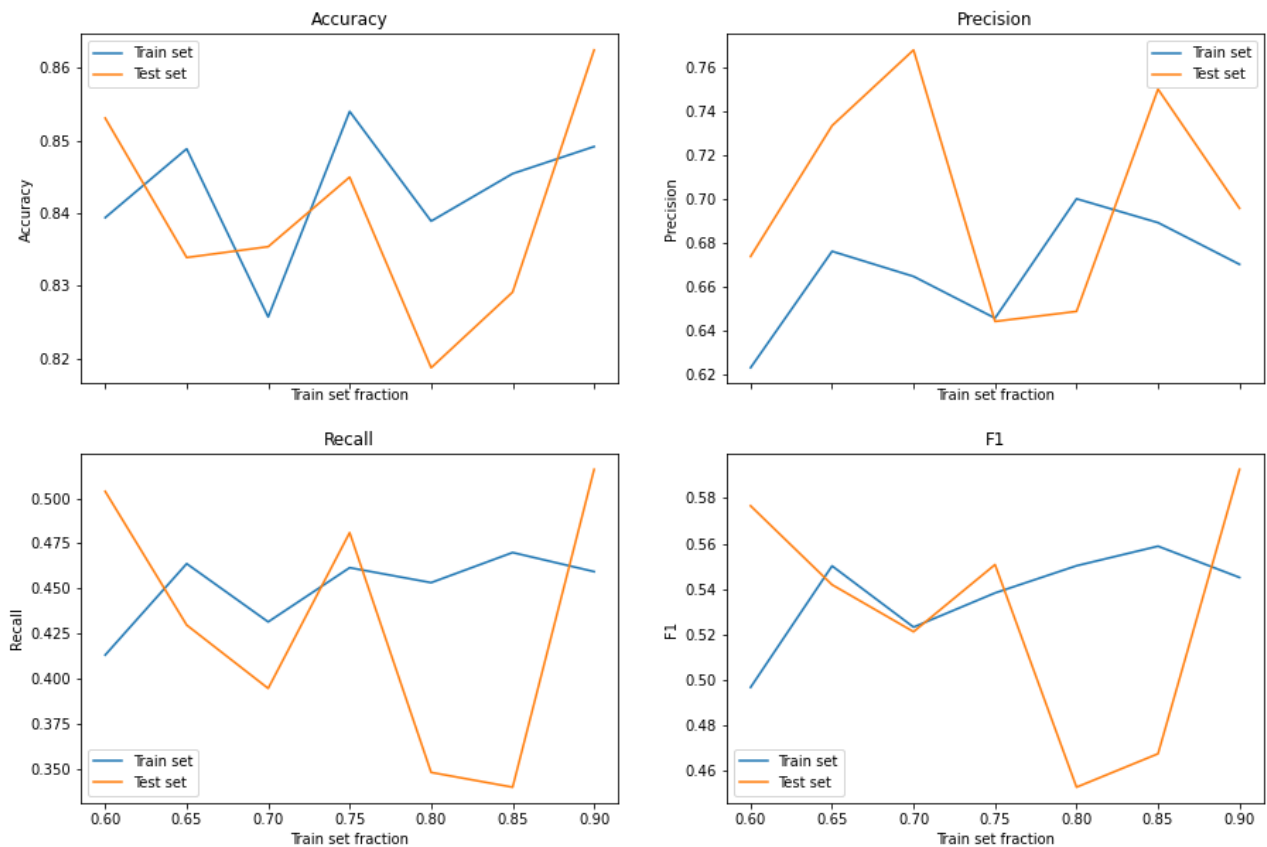 Accuracy
Train set
Test set
0.86
0.85
0.84
0.83
0.82
Accuracy
Train set fraction
Precision
Train set
Test set
0.76
0.74
0.72
0.70
0.68
0.66
0.64
0.62
Precision
Train set fraction
Recall
0.500
0.475
0.450
0.425
0.400
0.375
0.350
Recall
Train set
Test set
0.60 0.65 0.70 0.75 0.80 0.85 0.90
Train set fraction
F1
0.58
0.56
0.54
0.52
0.50
0.48
0.46
F1
Train set
Test set
0.60 0.65 0.70 0.75 0.80 0.85 0.90
Train set fraction